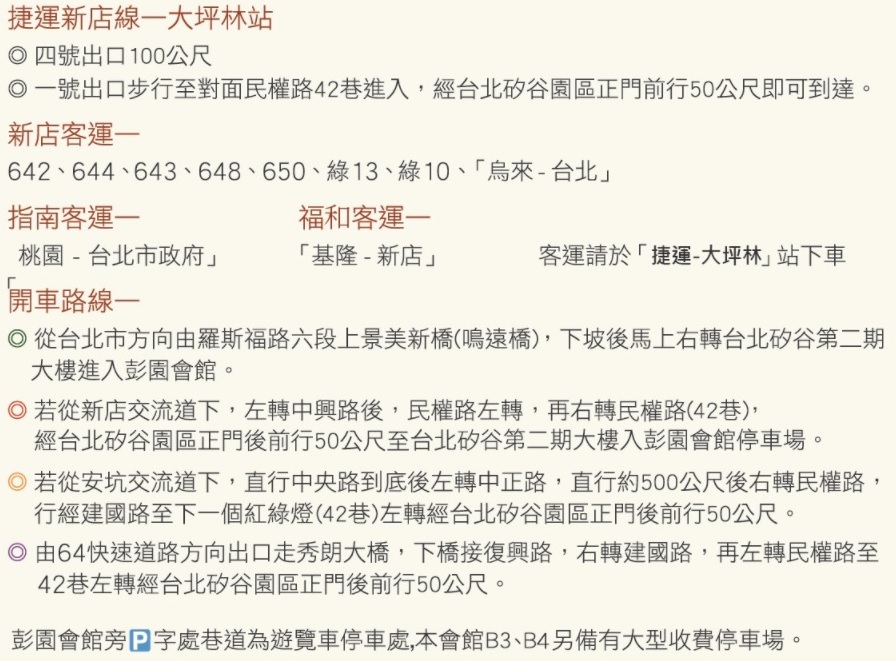 捷運新店線一大坪林站
◎ 四號出口100公尺
◎ 一號出口步行至對面民權路42巷進入，經台北矽谷園區正門前行50公尺即可到達。
新店客運一
642、644、643、648、650、綠13、綠10、「烏來-台北」
指南客運一 福和客運一
「桃園 - 台北市政府」 「基隆-新店」 客運請於「捷運-大坪林」站下車
開車路線一
◎ 從台北市方向由羅斯福路六段上景美新橋(鳴遠橋)，下坡後馬上右轉台北矽谷第二期
大樓進入彭園會館。
◎ 若從新店交流道下，左轉中興路後，民權路左轉，再右轉民權路(42巷)，
經台北矽谷園區正門後前行50公尺至台北矽谷第二期大樓入彭園會館停車場。
◎ 若從安坑交流道下，直行中央路到底後左轉中正路，直行約500公尺後右轉民權路，
行經建國路至下一個紅綠燈(42巷)左轉經台北矽谷園區正門後前行50公尺。
◎ 由64快速道路方向出口走秀朗大橋，下橋接復興路，右轉建國路，再左轉民權路至
42巷左轉經台北矽谷園區正門後前行50公尺。
彭園會館旁🅿字處巷道為遊覽車停車處,本會館B3、B4另備有大型收費停車場。